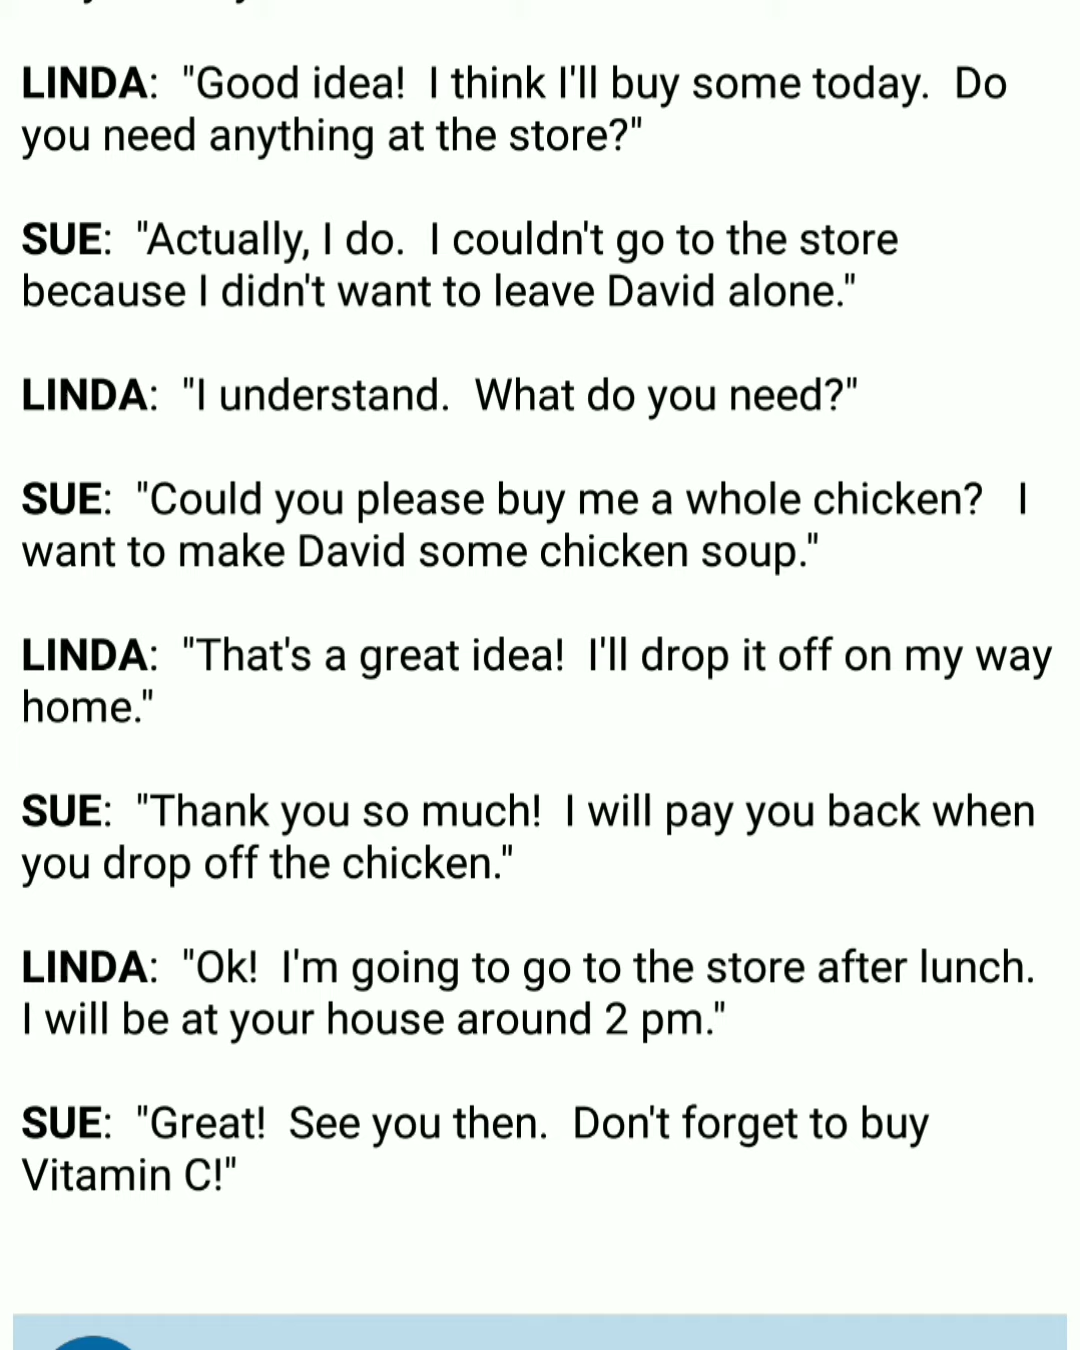 LINDA:  "Good idea!  I think I'll buy some today.  Do
you need anything at the store?"
SUE:  "Actually, I do.  I couldn't go to the store
because I didn't want to leave David alone."
LINDA:  "I understand.  What do you need?"
SUE:  "Could you please buy me a whole chicken?   I
want to make David some chicken soup."
LINDA:  "That's a great idea!  I'll drop it off on my way
home."
SUE:  "Thank you so much!  I will pay you back when
you drop off the chicken."
LINDA:  "Ok!  I'm going to go to the store after lunch.
I will be at your house around 2 pm."
SUE:  "Great!  See you then.  Don't forget to buy
Vitamin C!"